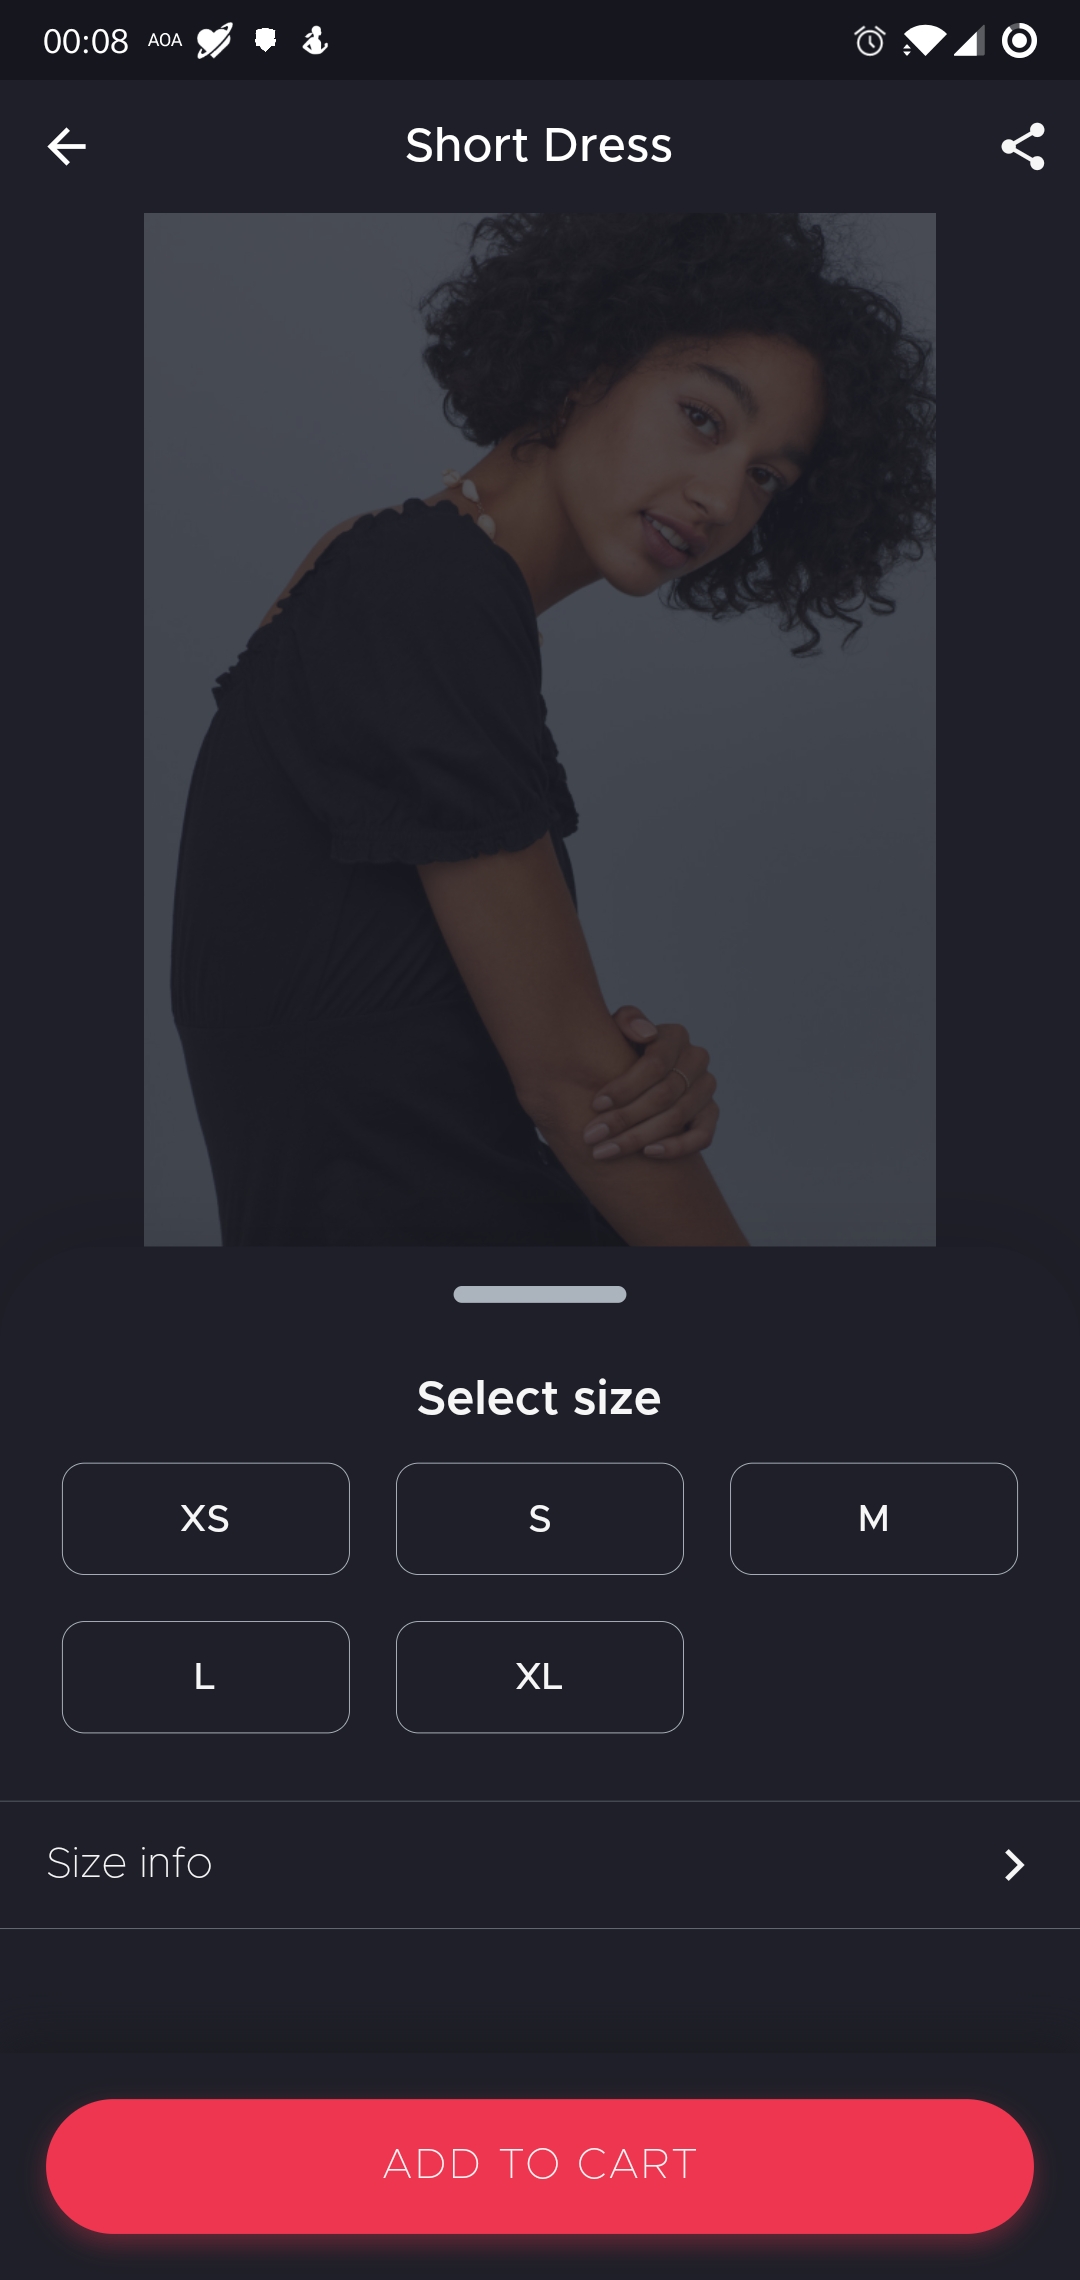 00:08 AOA
Short Dress
Select size
XS S M
L XL
Size info
ADD TO CART